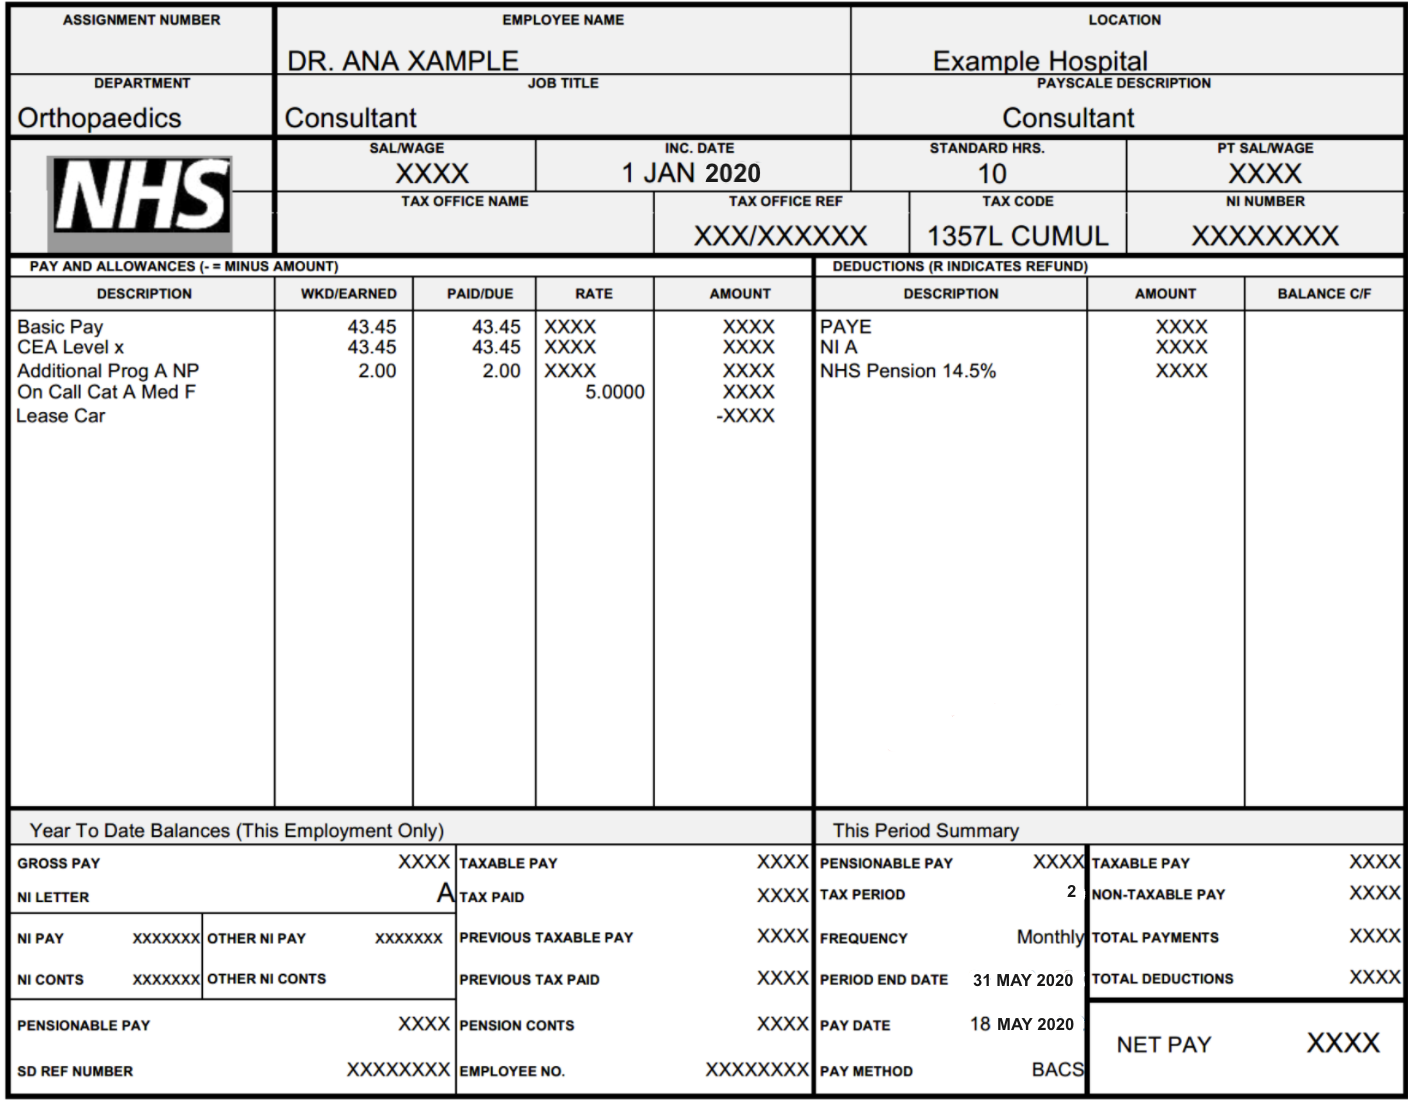 ASSIGNMENT NUMBER EMPLOYEE NAME LOCATION
DR. ANA XAMPLE Example Hospital
DEPARTMENT JOB TITLE PAYSCALE DESCRIPTION
Orthopaedics Consultant Consultant
NHS
SAL/WAGE INC. DATE STANDARD HRS. PT SAL/WAGE
XXXX 1 JAN 2020 10 XXXX
TAX OFFICE NAME TAX OFFICE REF TAX CODE NI NUMBER
XXX/XXXXXX 1357L CUMUL XXXXXXXX
PAY AND ALLOWANCES (- = MINUS AMOUNT) DEDUCTIONS (R INDICATES REFUND)
DESCRIPTION WKD/EARNED PAID/DUE RATE AMOUNT DESCRIPTION AMOUNT BALANCE C/F
Basic Pay 43.45 43.45 XXXX XXXX PAYE XXXX
CEA Level x 43.45 43.45 XXXX XXXX NI A XXXX
Additional Prog A NP 2.00 2.00 XXXX XXXX NHS Pension 14.5% XXXX
On Call Cat A Med F 5.0000 XXXX
Lease Car -XXXX
Year To Date Balances (This Employment Only) This Period Summary
GROSS PAY XXXX TAXABLE PAY XXXX PENSIONABLE PAY XXXX TAXABLE PAY XXXX
NI LETTER A TAX PAID XXXX TAX PERIOD 2 NON-TAXABLE PAY XXXX
NI PAY XXXXXXX OTHER NI PAY XXXXXXX PREVIOUS TAXABLE PAY XXXX FREQUENCY Monthly TOTAL PAYMENTS XXXX
NI CONTS XXXXXXX OTHER NI CONTS PREVIOUS TAX PAID XXXX PERIOD END DATE 31 MAY 2020 TOTAL DEDUCTIONS XXXX
PENSIONABLE PAY XXXX PENSION CONTS XXXX PAY DATE 18 MAY 2020
NET PAY XXXX
SD REF NUMBER XXXXXXXX EMPLOYEE NO. XXXXXXXX PAY METHOD BACS